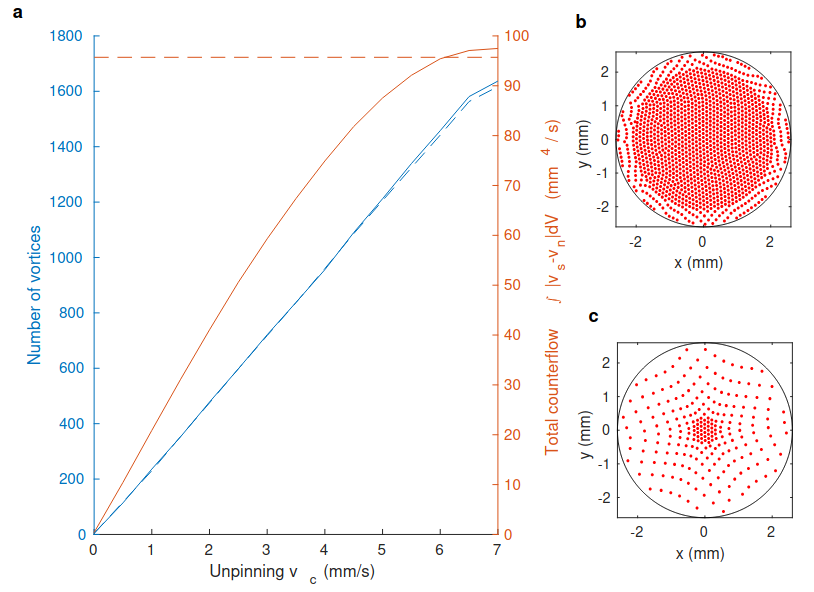 a
1800
1600
1400
1200
1000
800
600
400
200
0
Number of vortices
0 1 2 3 4 5 6 7
Unpinning v c (mm/s)
100
90
80
70
60
50
40
30
20
10
0
Total counterflow ∫ |v s -v n |dV (mm 4 / s)
b
2
1
0
-1
-2
y (mm)
-2 0 2
x (mm)
c
2
1
0
-1
-2
y (mm)
-2 0 2
x (mm)